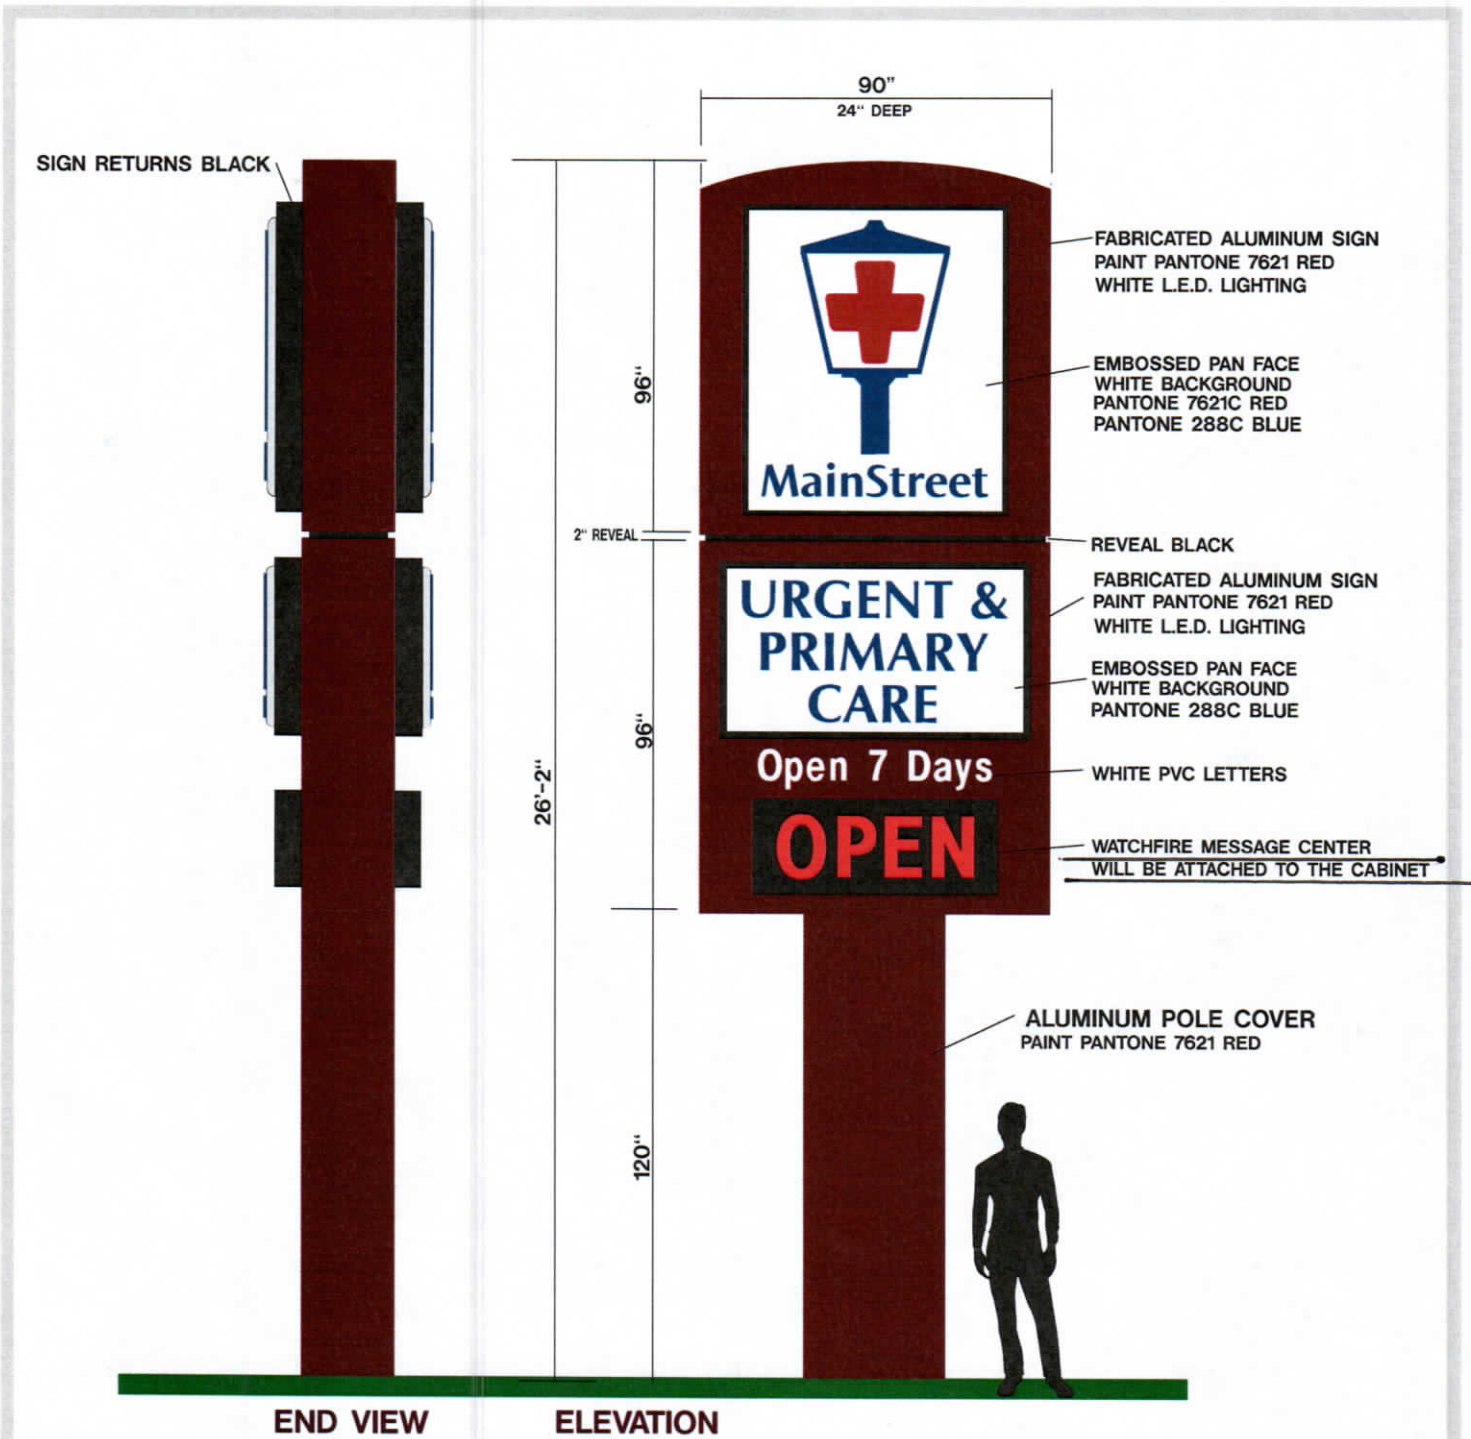 90”
24“ DEEP
SIGN RETURNS BLACK
FABRICATED ALUMINUM SIGN
PAINT PANTONE 7621 RED
WHITE L.E.D. LIGHTING
EMBOSSED PAN FACE
WHITE BACKGROUND
PANTONE 7621C RED
PANTONE 288C BLUE
96“
MainStreet
2“ REVEAL
REVEAL BLACK
FABRICATED ALUMINUM SIGN
PAINT PANTONE 7621 RED
WHITE L.E.D. LIGHTING
URGENT &
PRIMARY
CARE
EMBOSSED PAN FACE
WHITE BACKGROUND
PANTONE 288C BLUE
96“
26’-2“
Open 7 Days
WHITE PVC LETTERS
OPEN
WATCHFIRE MESSAGE CENTER
WILL BE ATTACHED TO THE CABINET
ALUMINUM POLE COVER
PAINT PANTONE 7621 RED
120“
END VIEW
ELEVATION